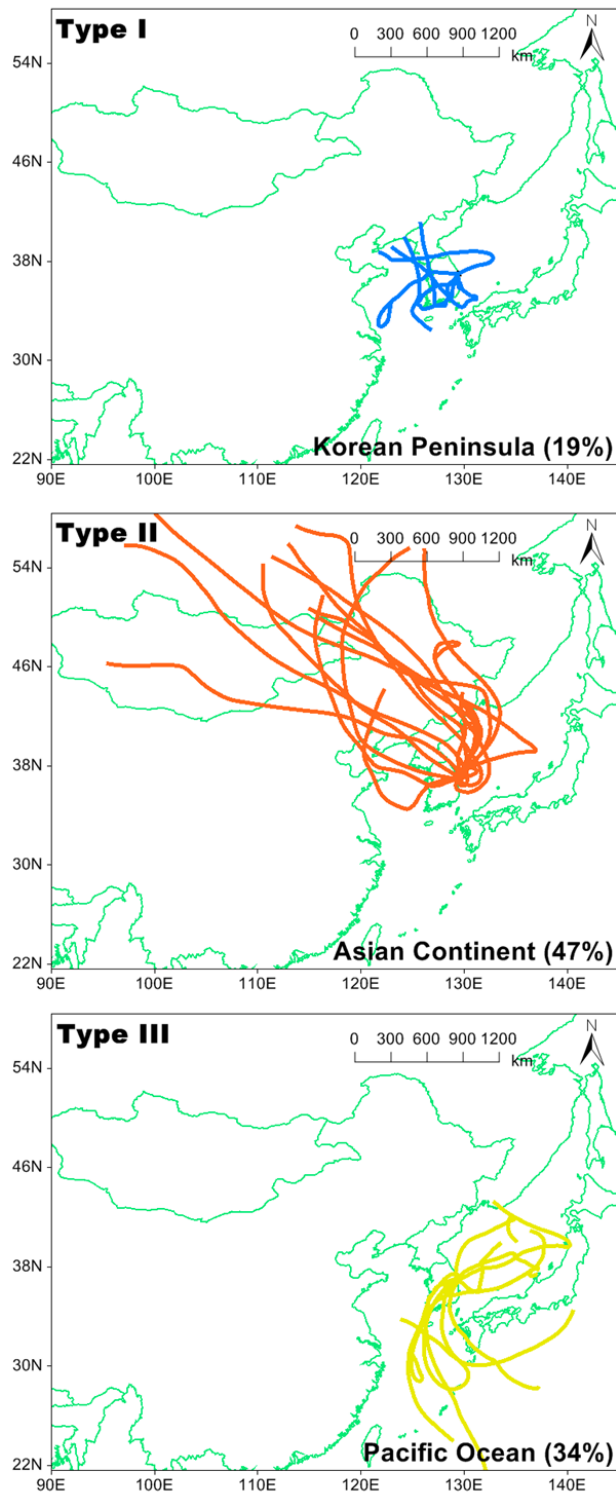 Type I
N
0 300 600 900 1200
km
54N
46N
38N
30N
22N
Korean Peninsula (19%)
90E 100E 110E 120E 130E 140E
Type II
N
0 300 600 900 1200
km
54N
46N
38N
30N
22N
Asian Continent (47%)
90E 100E 110E 120E 130E 140E
Type III
N
0 300 600 900 1200
km
54N
46N
38N
30N
22N
Pacific Ocean (34%)
90E 100E 110E 120E 130E 140E